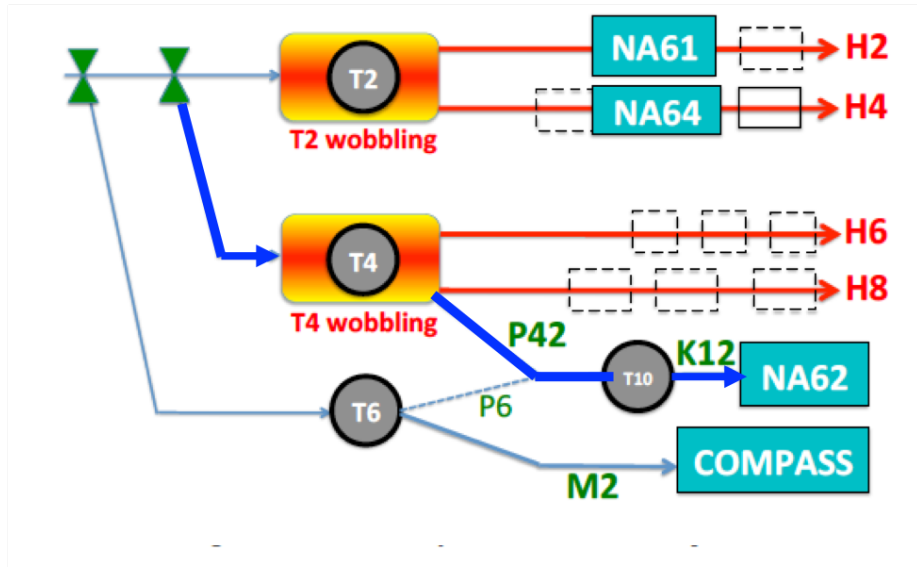 T2
NA61
H2
NA64
H4
T2 wobbling
T4
H6
H8
T4 wobbling
P42
K12
T10
NA62
T6
P6
COMPASS
M2